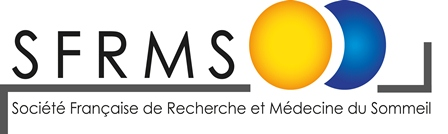 SFRMS
Société Française de Recherche et Médecine du Sommeil